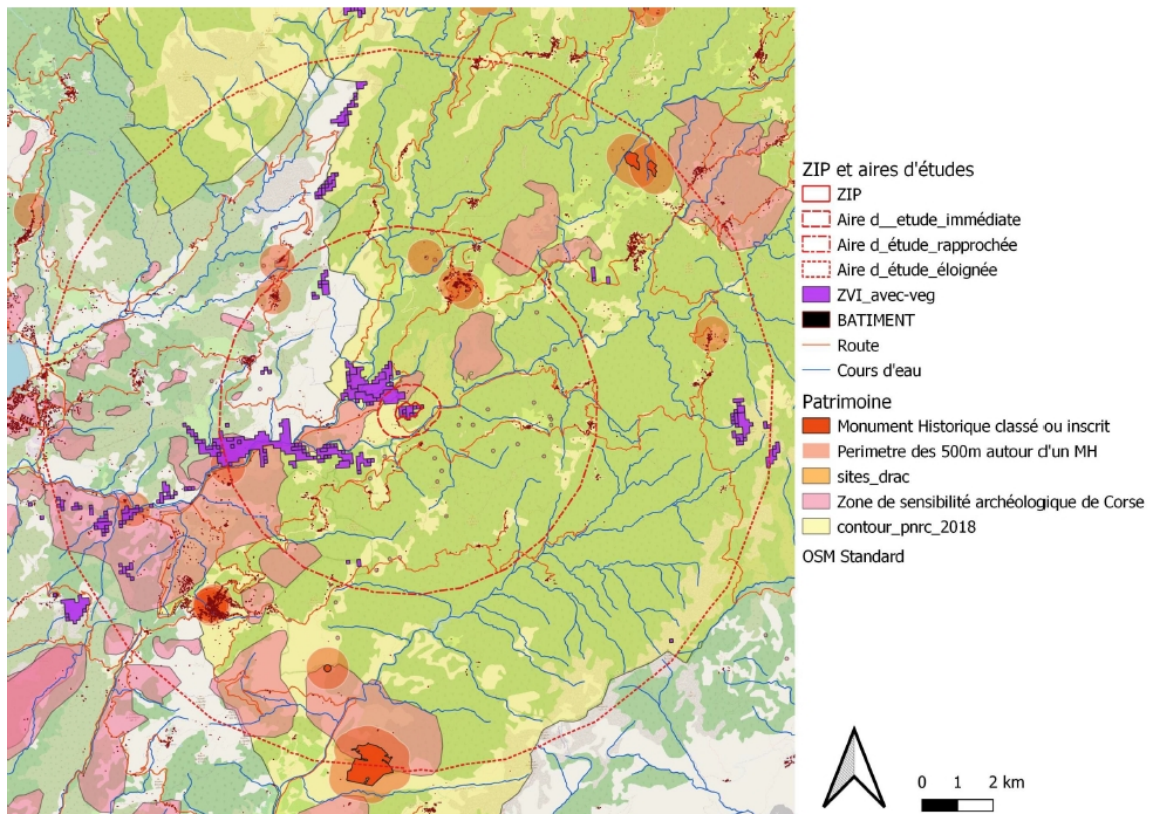 ZIP et aires d'études
ZIP
Aire d__etude_immédiate
Aire d_étude_rapprochée
Aire d_étude_éloignée
ZVI_avec-veg
BATIMENT
Route
Cours d'eau
Patrimoine
Monument Historique classé ou inscrit
Perimetre des 500m autour d'un MH
sites_drac
Zone de sensibilité archéologique de Corse
contour_pnrc_2018
OSM Standard
0 1 2 km